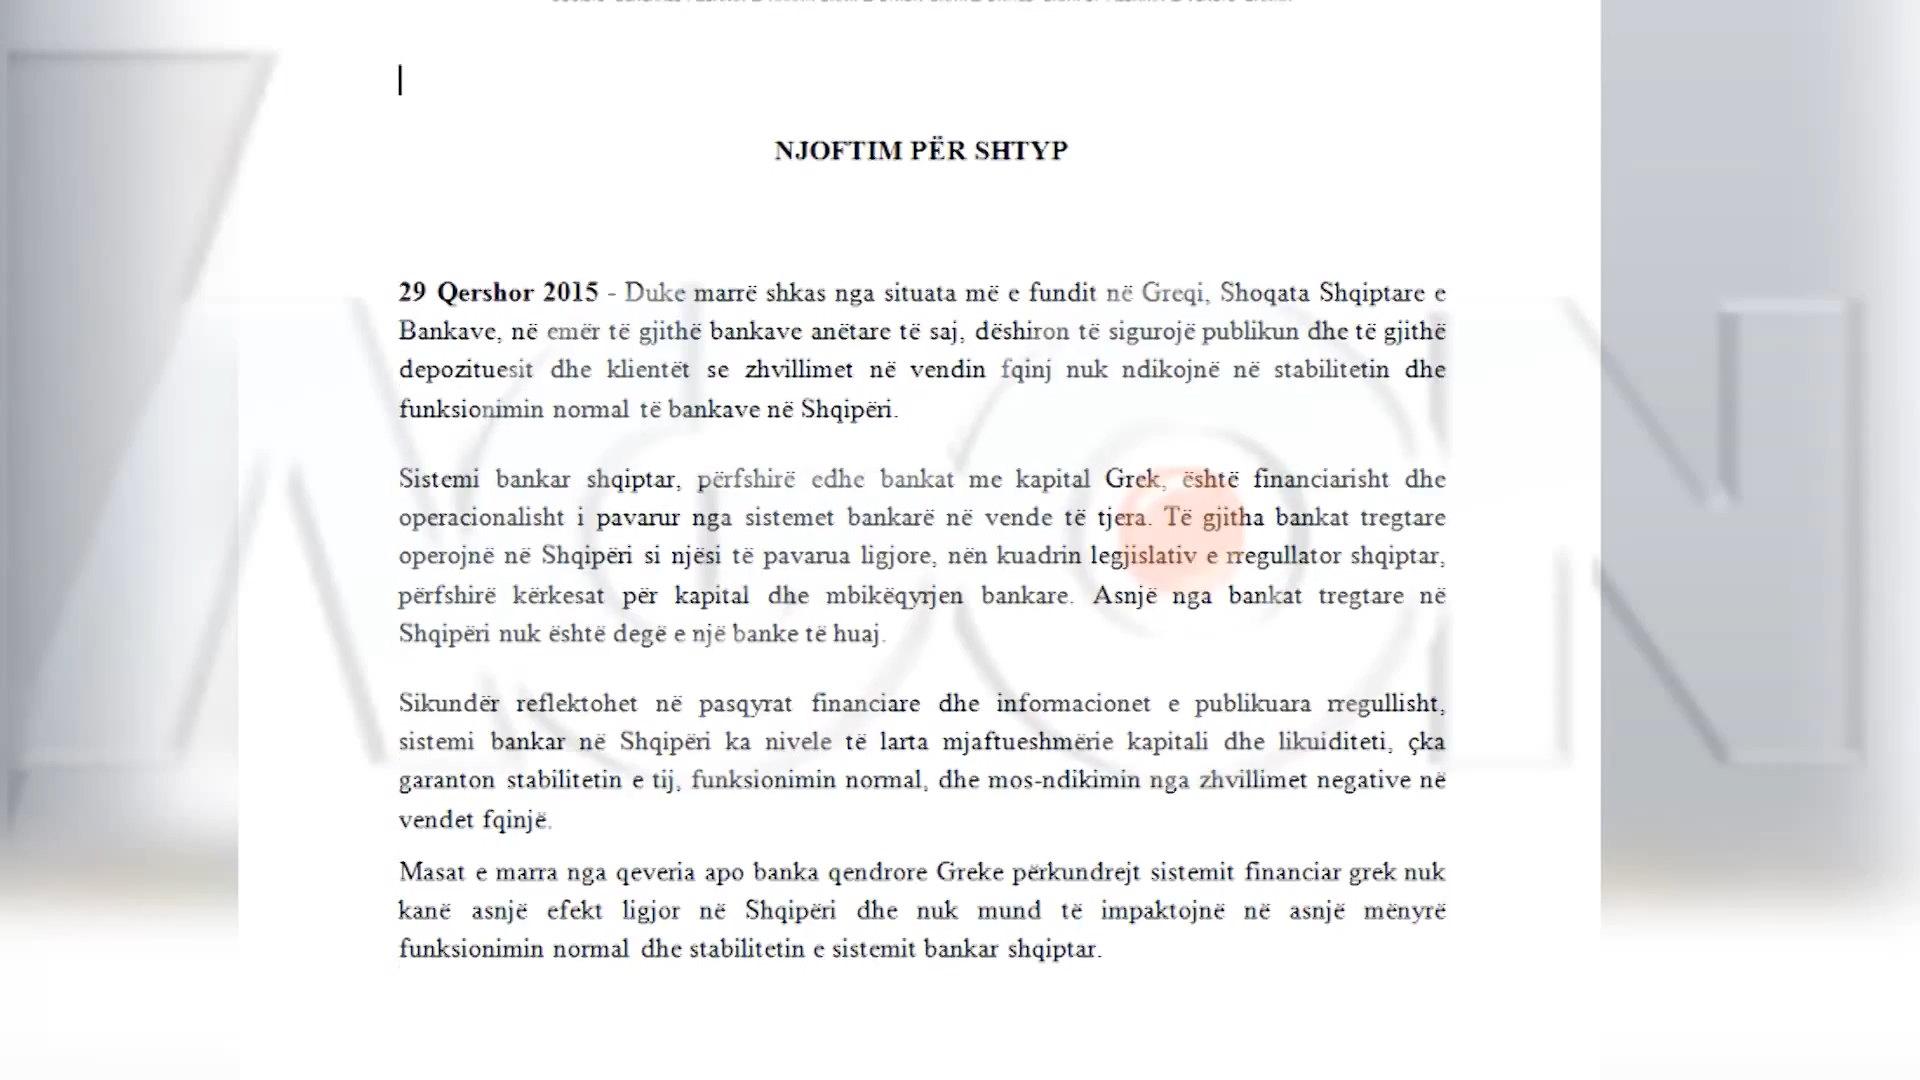 NJOFTIM PËR SHTYP
29 Qershor 2015 - Duke marrë shkas nga situata më e fundit në Greqi, Shoqata Shqiptare e
Bankave, në emër të gjithë bankave anëtare të saj, dëshiron të sigurojë publikun dhe të gjithë
depozituesit dhe klientët se zhvillimet në vendin fqinj nuk ndikojnë në stabilitetin dhe
funksionimin normal të bankave në Shqipëri.
Sistemi bankar shqiptar, përfshirë edhe bankat me kapital Grek, është financiarisht dhe
operacionalisht i pavarur nga sistemet bankarë në vende të tjera. Të gjitha bankat tregtare
operojnë në Shqipëri si njësi të pavarua ligjore, nën kuadrin legjislativ e rregullator shqiptar,
përfshirë kërkesat për kapital dhe mbikëqyrjen bankare. Asnjë nga bankat tregtare në
Shqipëri nuk është degë e një banke të huaj.
Sikundër reflektohet në pasqyrat financiare dhe informacionet e publikuara rregullisht,
sistemi bankar në Shqipëri ka nivele të larta mjaftueshmërie kapitali dhe likuiditeti, çka
garanton stabilitetin e tij, funksionimin normal, dhe mos-ndikimin nga zhvillimet negative në
vendet fqinjë.
Masat e marra nga qeveria apo banka qendrore Greke përkundrejt sistemit financiar grek nuk
kanë asnjë efekt ligjor në Shqipëri dhe nuk mund të impaktojnë në asnjë mënyrë
funksionimin normal dhe stabilitetin e sistemit bankar shqiptar.